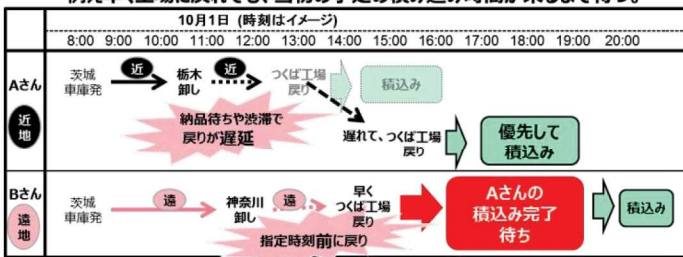 10月1日 (時刻はイメージ)
8:00 9:00 10:00 11:00 12:00 13:00 14:00 15:00 16:00 17:00 18:00 19:00 20:00
Aさん
近
地
茨城
車庫発
近
栃木
卸し
近
つくば工場
戻り
積込み
納品待ちや渋滞で
戻りが遅延
遅れて、つくば工場
戻り
優先して
積込み
Bさん
遠
地
茨城
車庫発
遠
神奈川
卸し
遠
早く
つくば工場
戻り
指定時刻前に戻り
Aさんの
積込み完了
待ち
積込み